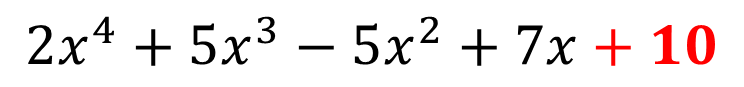 2x⁴ + 5x³ − 5x² + 7x + 10